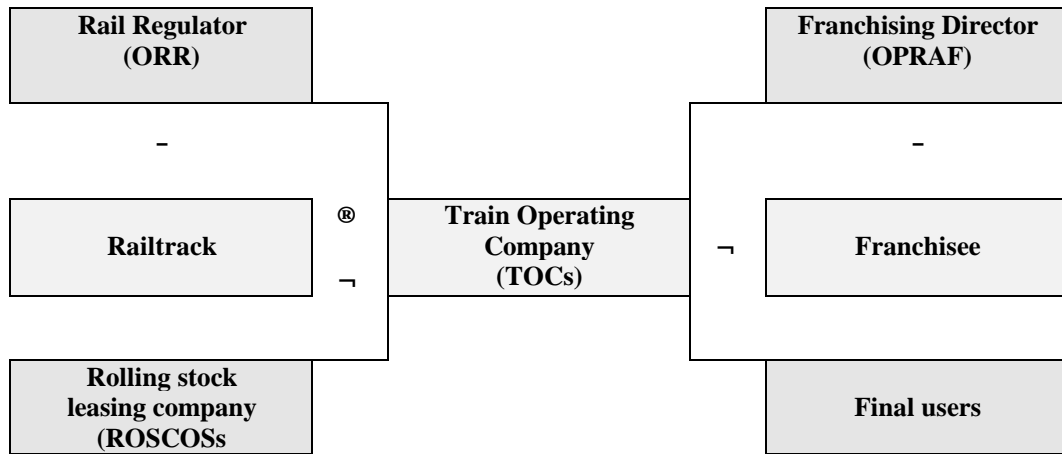 Rail Regulator
(ORR)
Franchising Director
(OPRAF)
–
–
Railtrack
®
¬
Train Operating
Company
(TOCs)
¬
Franchisee
Rolling stock
leasing company
(ROSCOSs
Final users